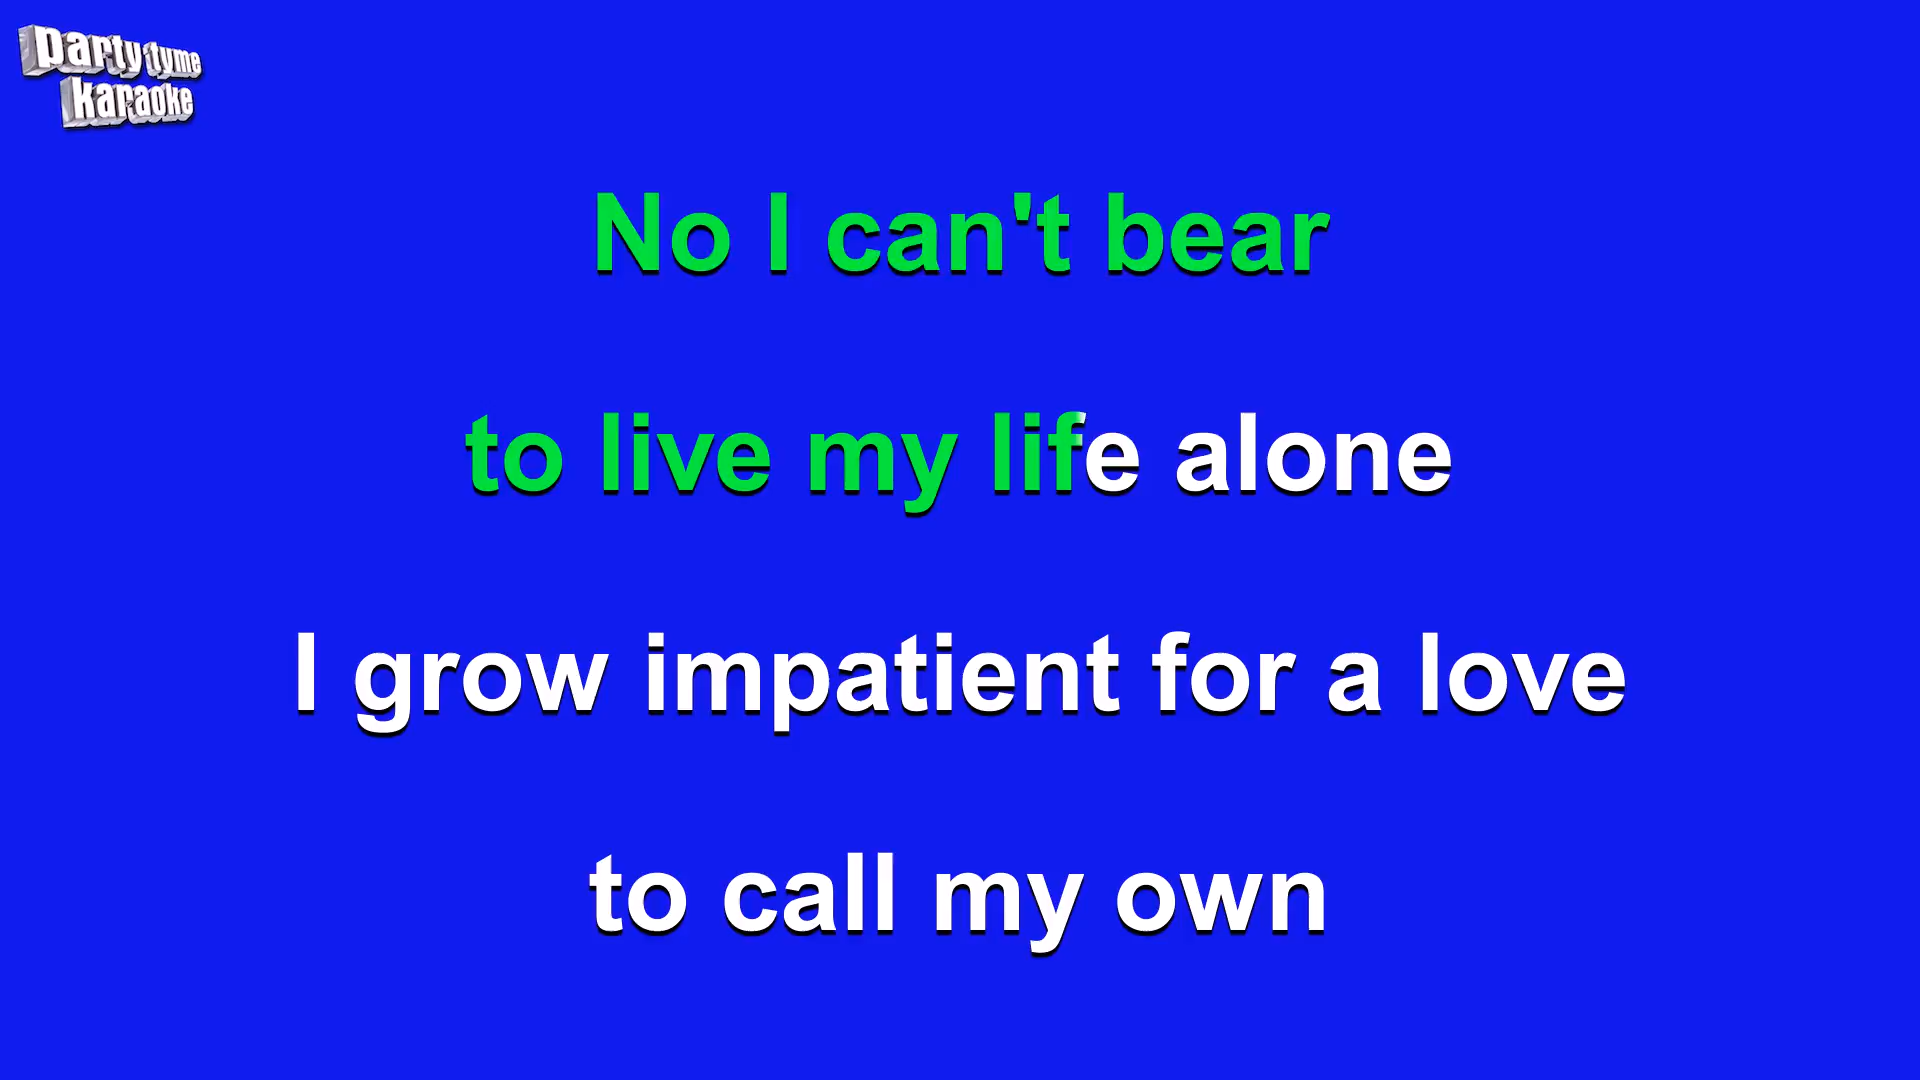 party tyme
karaoke
No I can't bear
to live my life alone
I grow impatient for a love
to call my own